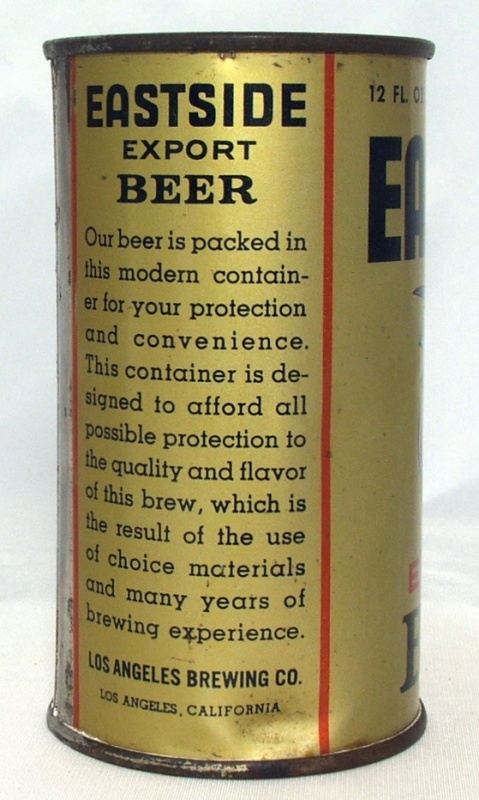 EASTSIDE
EXPORT
BEER
Our beer is packed in
this modern contain-
er for your protection
and convenience.
This container is de-
signed to afford all
possible protection to
the quality and flavor
of this brew, which is
the result of the use
of choice materials
and many years of
brewing experience.
LOS ANGELES BREWING CO.
LOS ANGELES, CALIFORNIA
12 FL.
EA